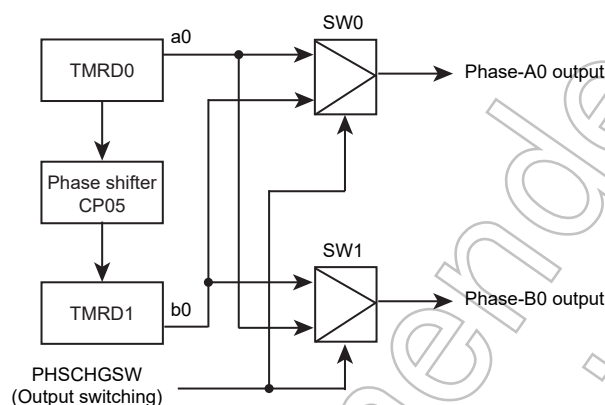 SW0
a0
TMRD0
Phase-A0 output
Phase shifter
CP05
SW1
TMRD1
b0
Phase-B0 output
PHSCHGSW
(Output switching)